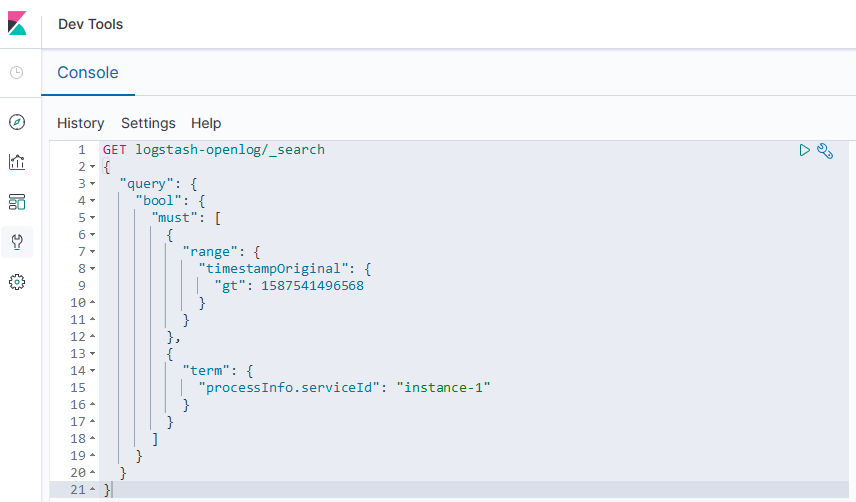 Dev Tools
Console
History Settings Help
1 GET logstash-openlog/_search
2 {
3 "query": {
4 "bool": {
5 "must": [
6 {
7 "range": {
8 "timestampOriginal": {
9 "gt": 1587541496568
10 }
11 }
12 },
13 {
14 "term": {
15 "processInfo.serviceId": "instance-1"
16 }
17 }
18 ]
19 }
20 }
21 }